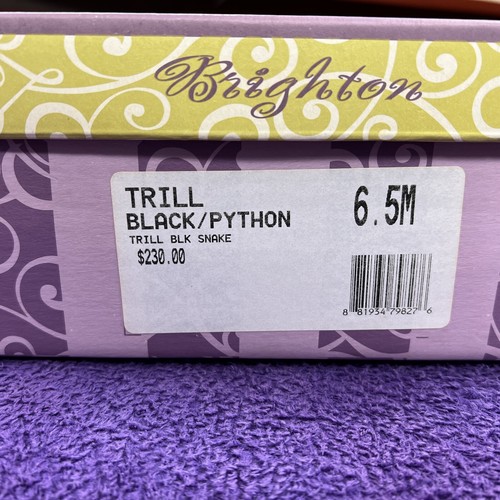 Brighton
TRILL 6.5M
BLACK/PYTHON
TRILL BLK SNAKE
$230.00
8 81934 79827 6